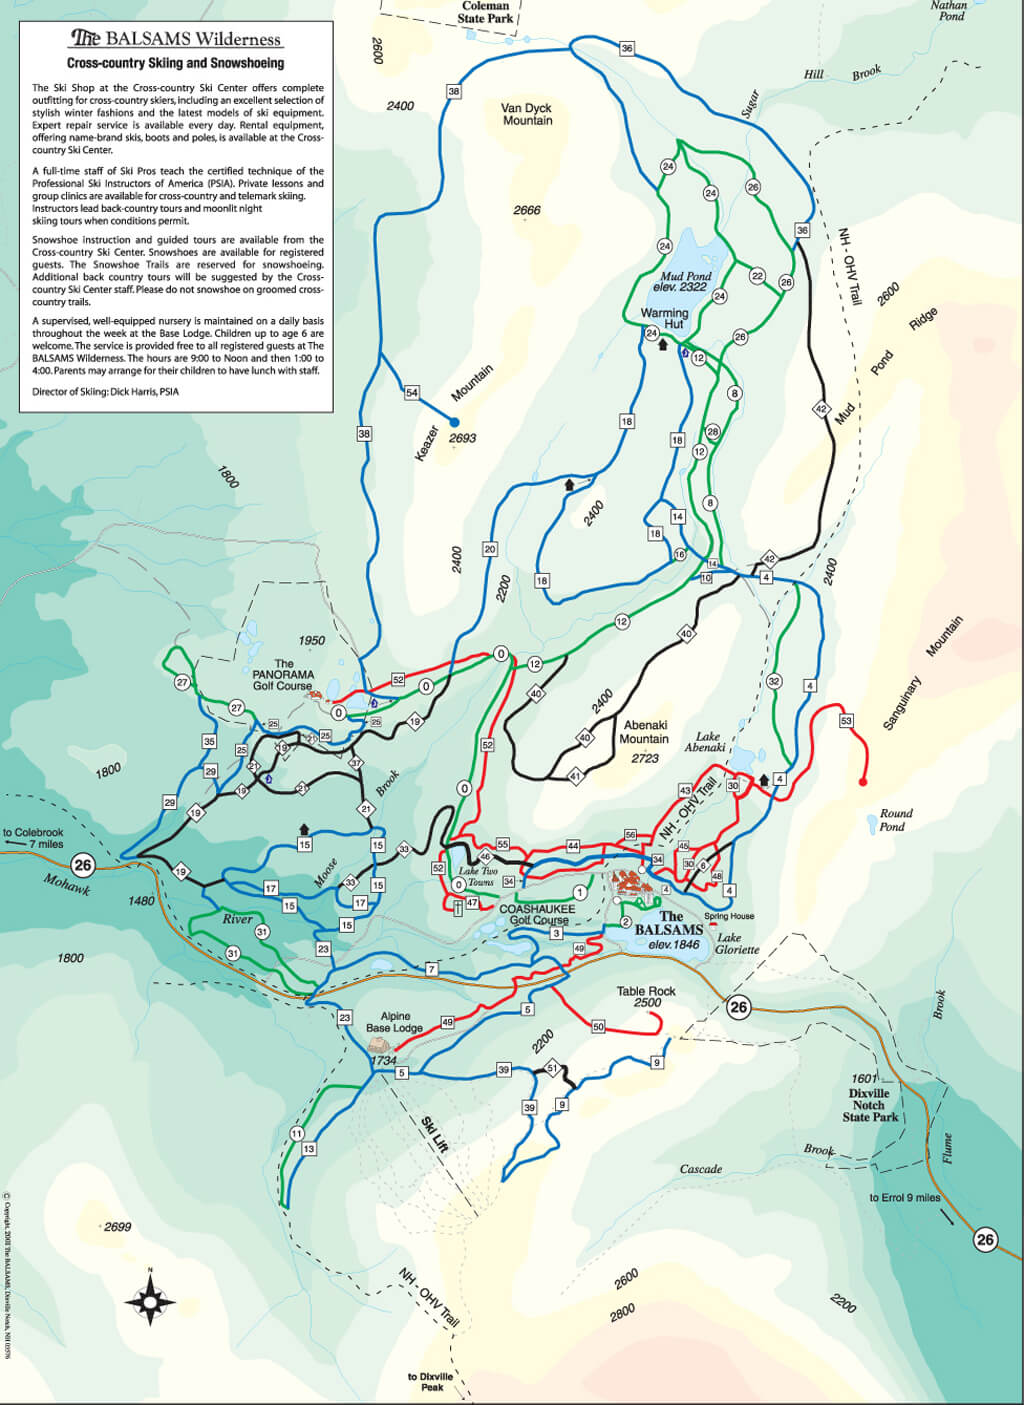 The BALSAMS Wilderness
Cross-country Skiing and Snowshoeing
The Ski Shop at the Cross-country Ski Center offers complete
outfitting for cross-country skiers, including an excellent selection of
stylish winter fashions and the latest models of ski equipment.
Expert repair service is available every day. Rental equipment,
offering name-brand skis, boots and poles, is available at the Cross-
country Ski Center.
A full-time staff of Ski Pros teach the certified technique of the
Professional Ski Instructors of America (PSIA). Private lessons and
group clinics are available for cross-country and telemark skiing.
Instructors lead back-country tours and moonlit night
skiing tours when conditions permit.
Snowshoe instruction and guided tours are available from the
Cross-country Ski Center. Snowshoes are available for registered
guests. The Snowshoe Trails are reserved for snowshoeing.
Additional back country tours will be suggested by the Cross-
country Ski Center staff. Please do not snowshoe on groomed cross-
country trails.
A supervised, well-equipped nursery is maintained on a daily basis
throughout the week at the Base Lodge. Children up to age 6 are
welcome. The service is provided free to all registered guests at The
BALSAMS Wilderness. The hours are 9:00 to Noon and then 1:00 to
4:00. Parents may arrange for their children to have lunch with staff.
Director of Skiing: Dick Harris, PSIA
Coleman
State Park
Nathan
Pond
2600
36
Hill Brook
38
2400
Van Dyck
Mountain
Sugar
24
24
26
2666
36
24
NH - OHV Trail
Mud Pond
elev. 2322
22
26
24
2600
Ridge
Warming
Hut
24
26
12
Pond
54
Mountain
8
42
Mud
18
38
Keazer
2693
28
18
12
1800
2400
8
14
18
20
2400
16
14
42
18
2200
10
4
2400
12
40
1950
The
PANORAMA
Golf Course
0
12
27
52
0
32
4
Mountain
40
2400
Sanguinary
27
0
25
25
19
53
35
25
21
19
25
52
40
Abenaki
Mountain
2723
Lake
Abenaki
1800
29
21
37
41
19
21
Brook
0
43
30
4
NH - OHV Trail
29
19
21
Round
Pond
to Colebrook
7 miles
15
15
33
55
44
56
45
26
Mohawk
19
46
34
30
6
Moose
52
Lake Two
Towns
34
48
17
33
15
0
1
4
4
1480
15
17
47
COASHAUKEE
Golf Course
2
The
BALSAMS
elev. 1846
Spring House
River
31
15
3
Lake
Gloriette
23
49
31
7
1800
Table Rock
2500
23
Alpine
Base Lodge
49
5
50
26
Brook
1734
2200
5
39
51
9
1601
Dixville
Notch
State Park
39
9
11
13
Ski Lift
Brook
Flume
Cascade
to Errol 9 miles
2699
26
N
NH - OHV Trail
2600
2800
2200
to Dixville
Peak
© Copyright, 2003 The BALSAMS, Dixville Notch, NH 03576